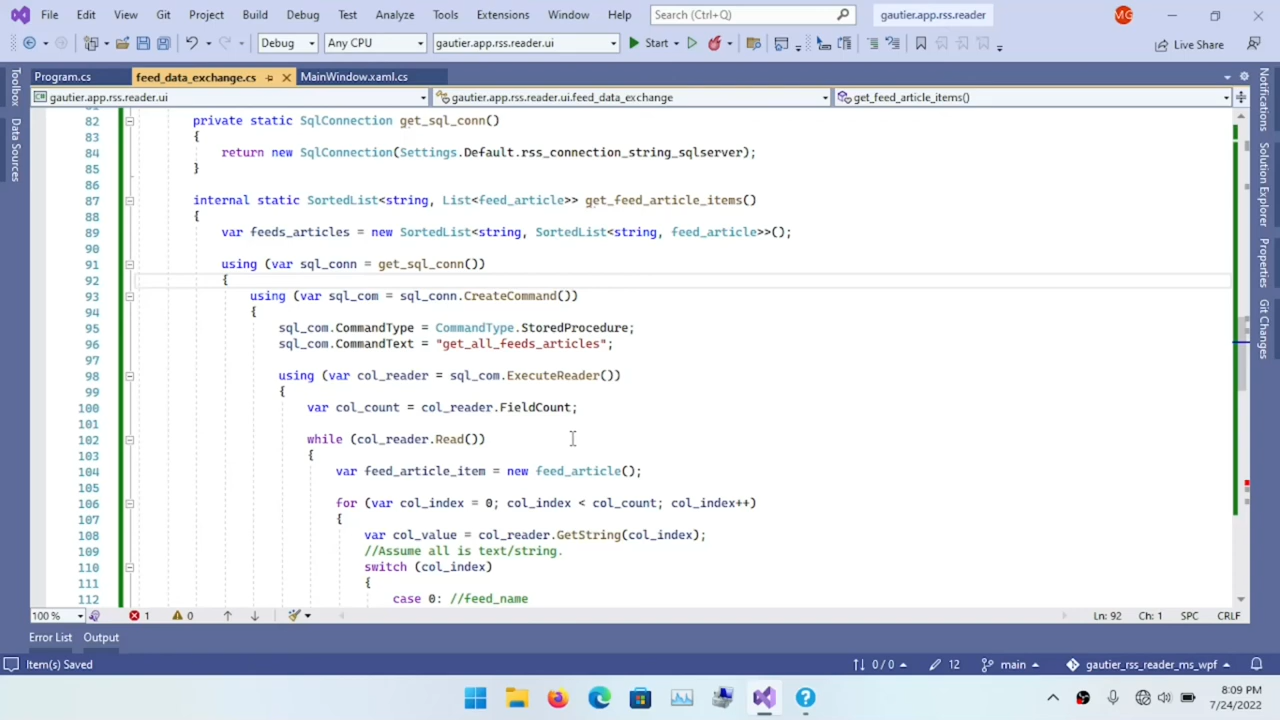 File Edit View Git Project Build Debug Test Analyze Tools Extensions Window Help Search (Ctrl+Q) gautier.app.rss.reader MG
Debug Any CPU gautier.app.rss.reader.ui Start Live Share
Program.cs feed_data_exchange.cs MainWindow.xaml.cs
gautier.app.rss.reader.ui gautier.app.rss.reader.ui.feed_data_exchange get_feed_article_items()
Toolbox
Data Sources
82 private static SqlConnection get_sql_conn()
83 {
84 return new SqlConnection(Settings.Default.rss_connection_string_sqlserver);
85 }
86
87 internal static SortedList<string, List<feed_article>> get_feed_article_items()
88 {
89 var feeds_articles = new SortedList<string, SortedList<string, feed_article>>();
90
91 using (var sql_conn = get_sql_conn())
92 {
93 using (var sql_com = sql_conn.CreateCommand())
94 {
95 sql_com.CommandType = CommandType.StoredProcedure;
96 sql_com.CommandText = "get_all_feeds_articles";
97
98 using (var col_reader = sql_com.ExecuteReader())
99 {
100 var col_count = col_reader.FieldCount;
101
102 while (col_reader.Read())
103 {
104 var feed_article_item = new feed_article();
105
106 for (var col_index = 0; col_index < col_count; col_index++)
107 {
108 var col_value = col_reader.GetString(col_index);
109 //Assume all is text/string.
110 switch (col_index)
111 {
112 case 0: //feed_name
Notifications
Solution Explorer
Properties
Git Changes
100 % 1 0 Ln: 92 Ch: 1 SPC CRLF
Error List Output
Item(s) Saved 0 / 0 12 main gautier_rss_reader_ms_wpf
8:09 PM
7/24/2022